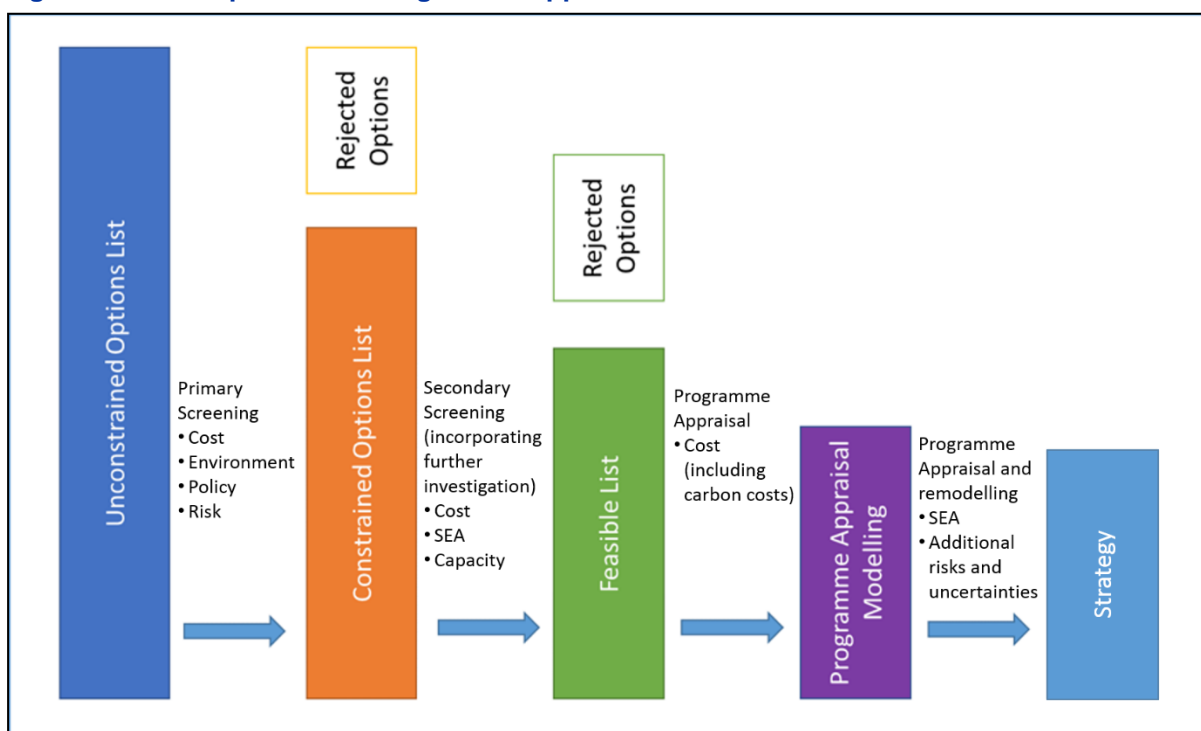 Unconstrained Options List
Primary
Screening
• Cost
• Environment
• Policy
• Risk
Rejected
Options
Constrained Options List
Secondary
Screening
(incorporating
further
investigation)
• Cost
• SEA
• Capacity
Rejected
Options
Feasible List
Programme
Appraisal
• Cost
(including
carbon costs)
Programme Appraisal
Modelling
Programme
Appraisal and
remodelling
• SEA
• Additional
risks and
uncertainties
Strategy